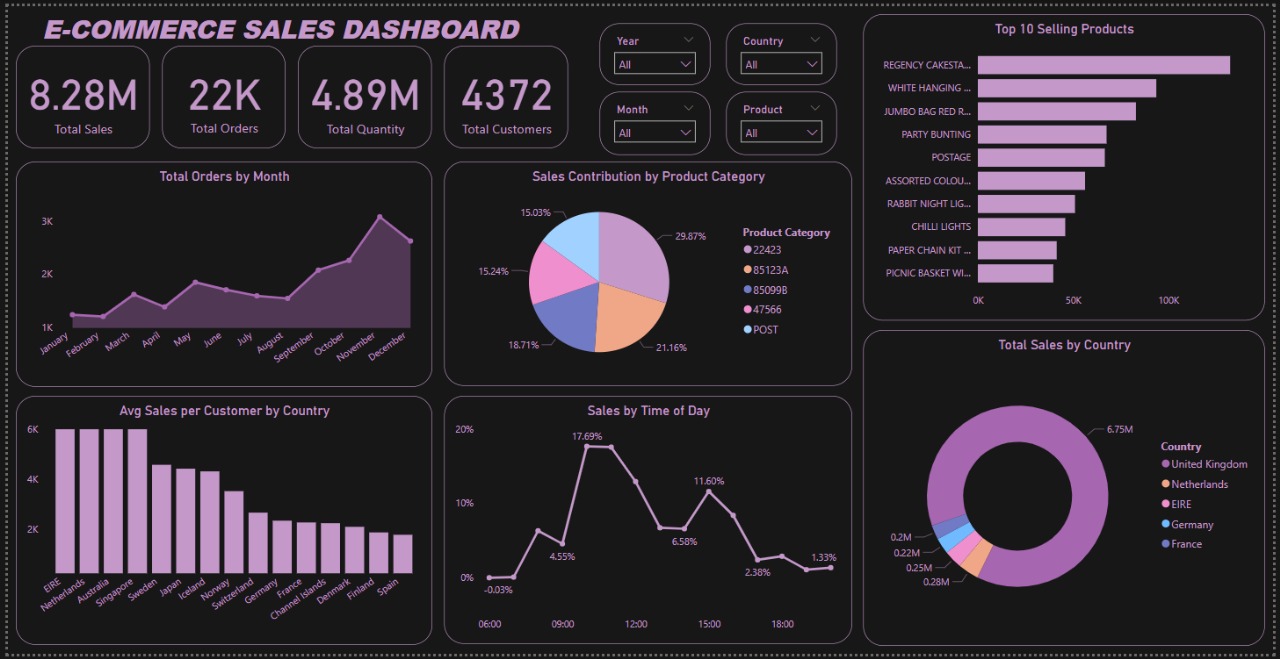 E-COMMERCE SALES DASHBOARD
8.28M
Total Sales
22K
Total Orders
4.89M
Total Quantity
4372
Total Customers
Year
All
Country
All
Month
All
Product
All
Top 10 Selling Products
REGENCY CAKESTA...
WHITE HANGING ...
JUMBO BAG RED R...
PARTY BUNTING
POSTAGE
ASSORTED COLOU...
RABBIT NIGHT LIG...
CHILLI LIGHTS
PAPER CHAIN KIT ...
PICNIC BASKET WI...
0K 50K 100K
Total Orders by Month
3K
2K
1K
January February March April May June July August September October November December
Sales Contribution by Product Category
15.03%
29.87%
15.24%
18.71%
21.16%
Product Category
22423
85123A
85099B
47566
POST
Total Sales by Country
6.75M
0.2M
0.22M
0.25M
0.28M
Country
United Kingdom
Netherlands
EIRE
Germany
France
Avg Sales per Customer by Country
6K
4K
2K
EIRE Netherlands Australia Singapore Sweden Japan Iceland Norway Switzerland Germany France Channel Islands Denmark Finland Spain
Sales by Time of Day
20%
10%
0%
17.69%
11.60%
4.55%
6.58%
2.38%
1.33%
-0.03%
06:00 09:00 12:00 15:00 18:00